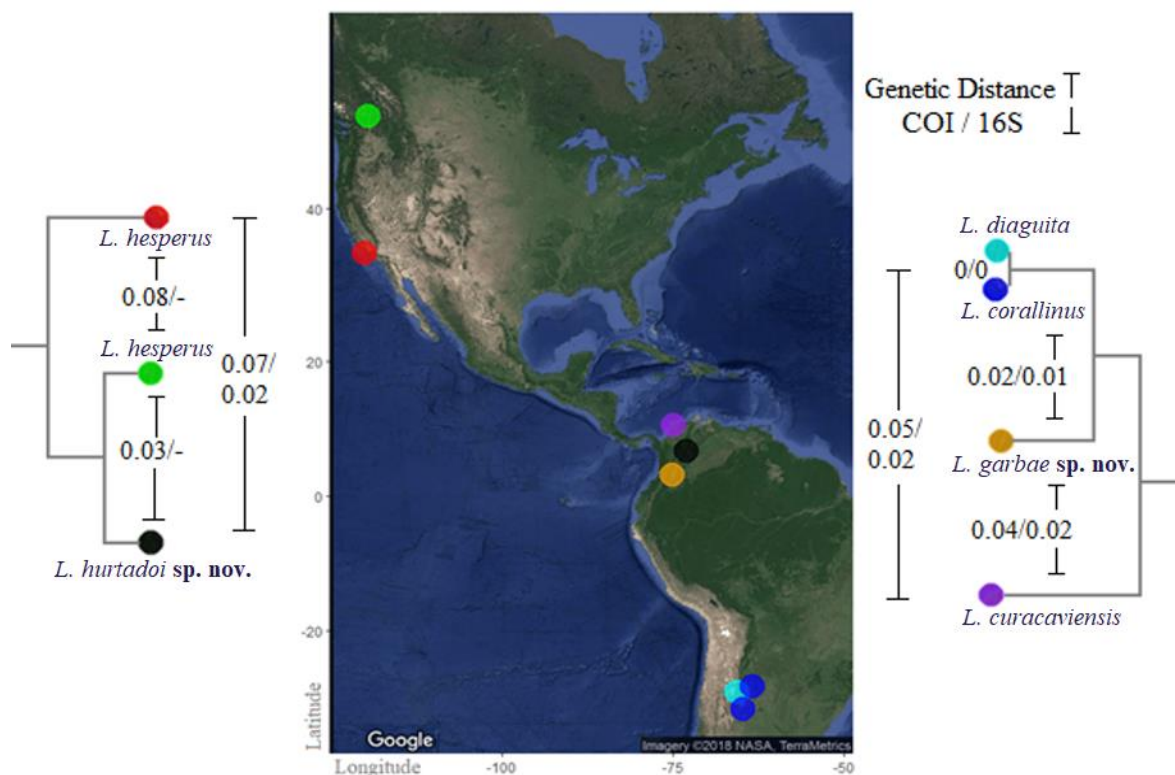 Genetic Distance
COI / 16S
L. hesperus
0.08/-
L. hesperus
0.07/
0.02
0.03/-
L. hurtadoi sp. nov.
40
20
0
-20
Latitude
Google
Imagery ©2018 NASA, TerraMetrics
Longitude
-100
-75
-50
L. diaguita
0/0
L. corallinus
0.02/0.01
0.05/
0.02
L. garbae sp. nov.
0.04/0.02
L. curacaviensis